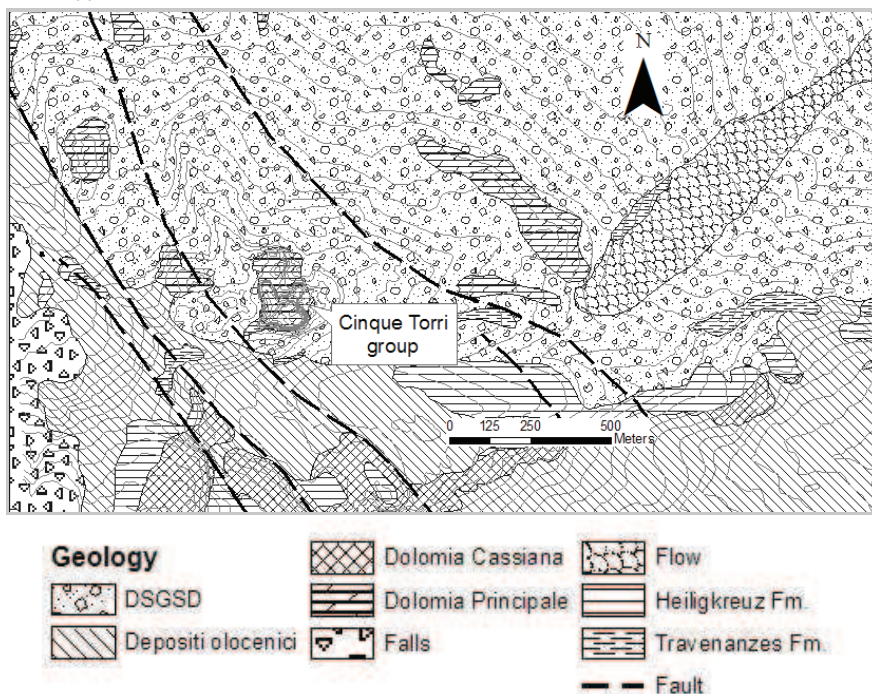 N
Cinque Torri
group
0 125 250 500
Meters
Geology
DSGSD
Depositi olocenici
Dolomia Cassiana
Dolomia Principale
Falls
Flow
Heiligkreuz Fm.
Travenanzes Fm.
Fault